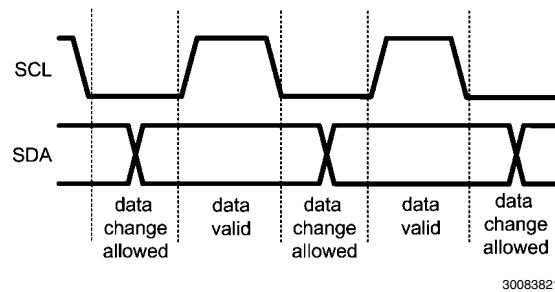 SCL
SDA
data change allowed
data valid
data change allowed
data valid
data change allowed
3008382